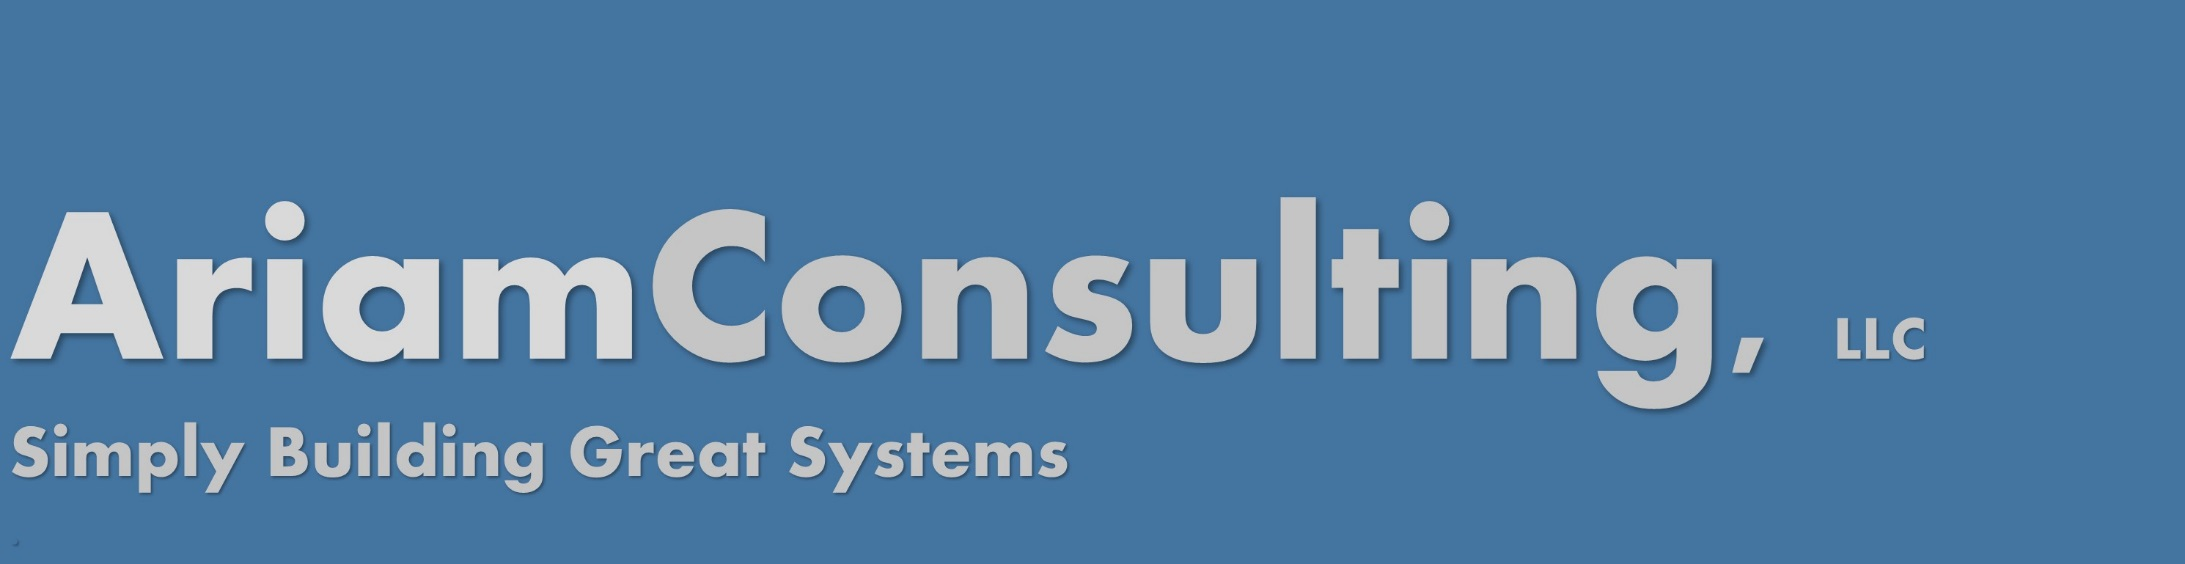 AriamConsulting, LLC
Simply Building Great Systems
.